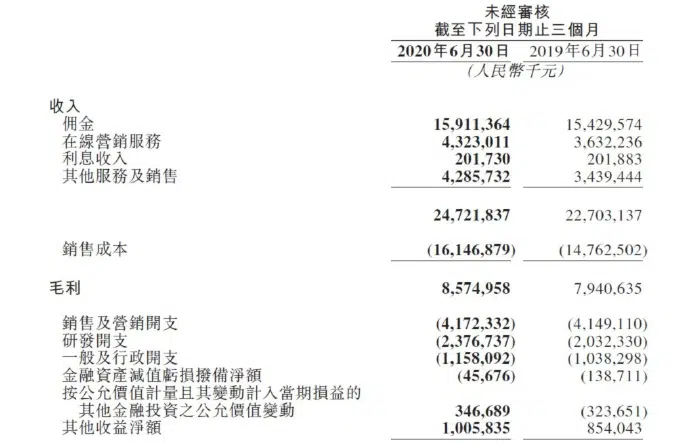 未經審核
截至下列日期止三個月
2020年6月30日 2019年6月30日
(人民幣千元)
收入
佣金 15,911,364 15,429,574
在線營銷服務 4,323,011 3,632,236
利息收入 201,730 201,883
其他服務及銷售 4,285,732 3,439,444
24,721,837 22,703,137
銷售成本 (16,146,879) (14,762,502)
毛利 8,574,958 7,940,635
銷售及營銷開支 (4,172,332) (4,149,110)
研發開支 (2,376,737) (2,032,330)
一般及行政開支 (1,158,092) (1,038,298)
金融資產減值虧損撥備淨額 (45,676) (138,711)
按公允價值計量且其變動計入當期損益的
其他金融投資之公允價值變動 346,689 (323,651)
其他收益淨額 1,005,835 854,043